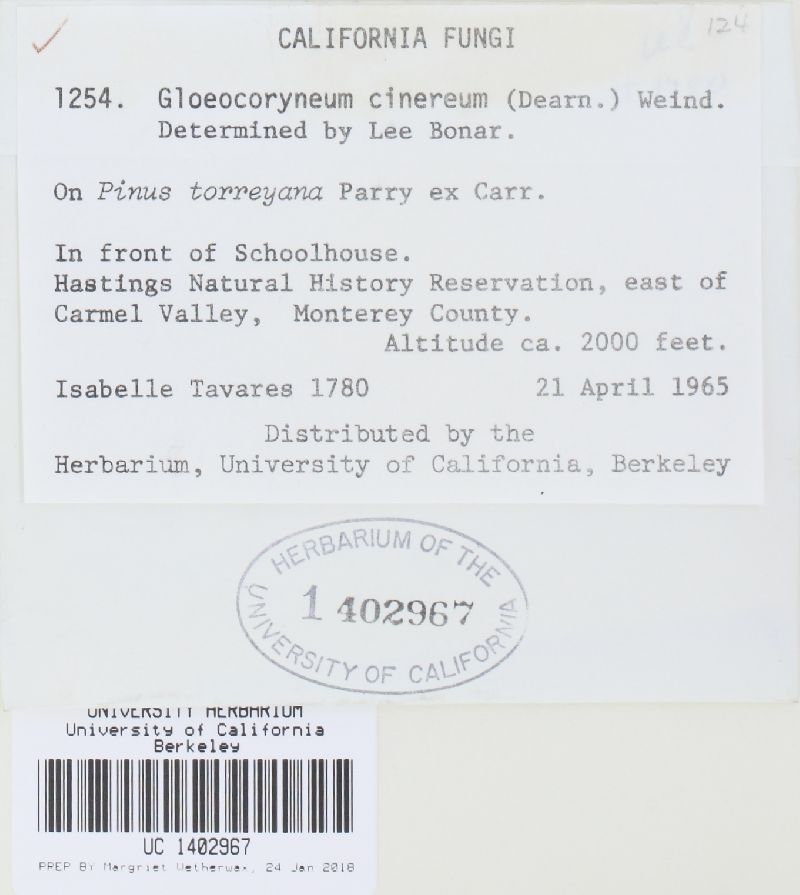 124
CALIFORNIA FUNGI
1254. Gloeocoryneum cinereum (Dearn.) Weind.
Determined by Lee Bonar.
On Pinus torreyana Parry ex Carr.
In front of Schoolhouse.
Hastings Natural History Reservation, east of
Carmel Valley, Monterey County.
Altitude ca. 2000 feet.
Isabelle Tavares 1780 21 April 1965
Distributed by the
Herbarium, University of California, Berkeley
HERBARIUM OF THE
1 402967
UNIVERSITY OF CALIFORNIA
UNIVERSITY HERBARIUM
University of California
Berkeley
UC 1402967
PREP BY Margriet Wetherwax, 24 Jan 2018